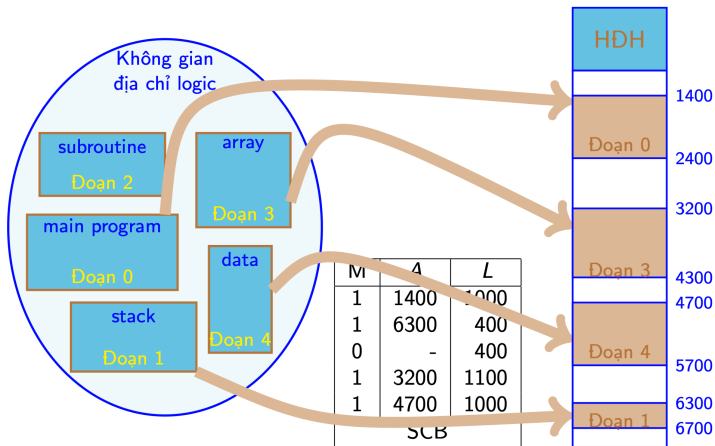 Không gian
địa chỉ logic
subroutine
Đoạn 2
array
Đoạn 3
main program
Đoạn 0
data
Đoạn 4
stack
Đoạn 1
M A L
1 1400 1000
1 6300 400
0 - 400
1 3200 1100
1 4700 1000
SCB
HĐH
1400
Đoạn 0
2400
3200
Đoạn 3
4300
4700
Đoạn 4
5700
6300
Đoạn 1
6700